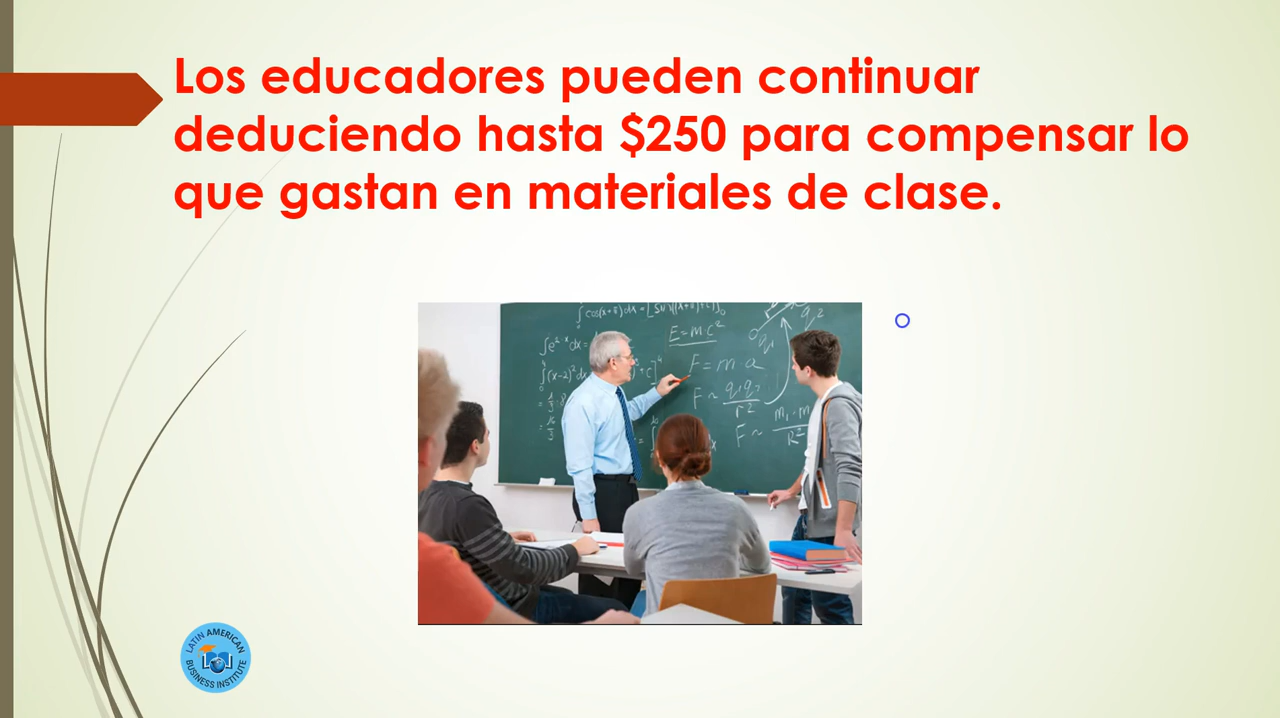 Los educadores pueden continuar
deduciendo hasta $250 para compensar lo
que gastan en materiales de clase.
E=mc²
F=ma
LATIN AMERICAN
BUSINESS INSTITUTE